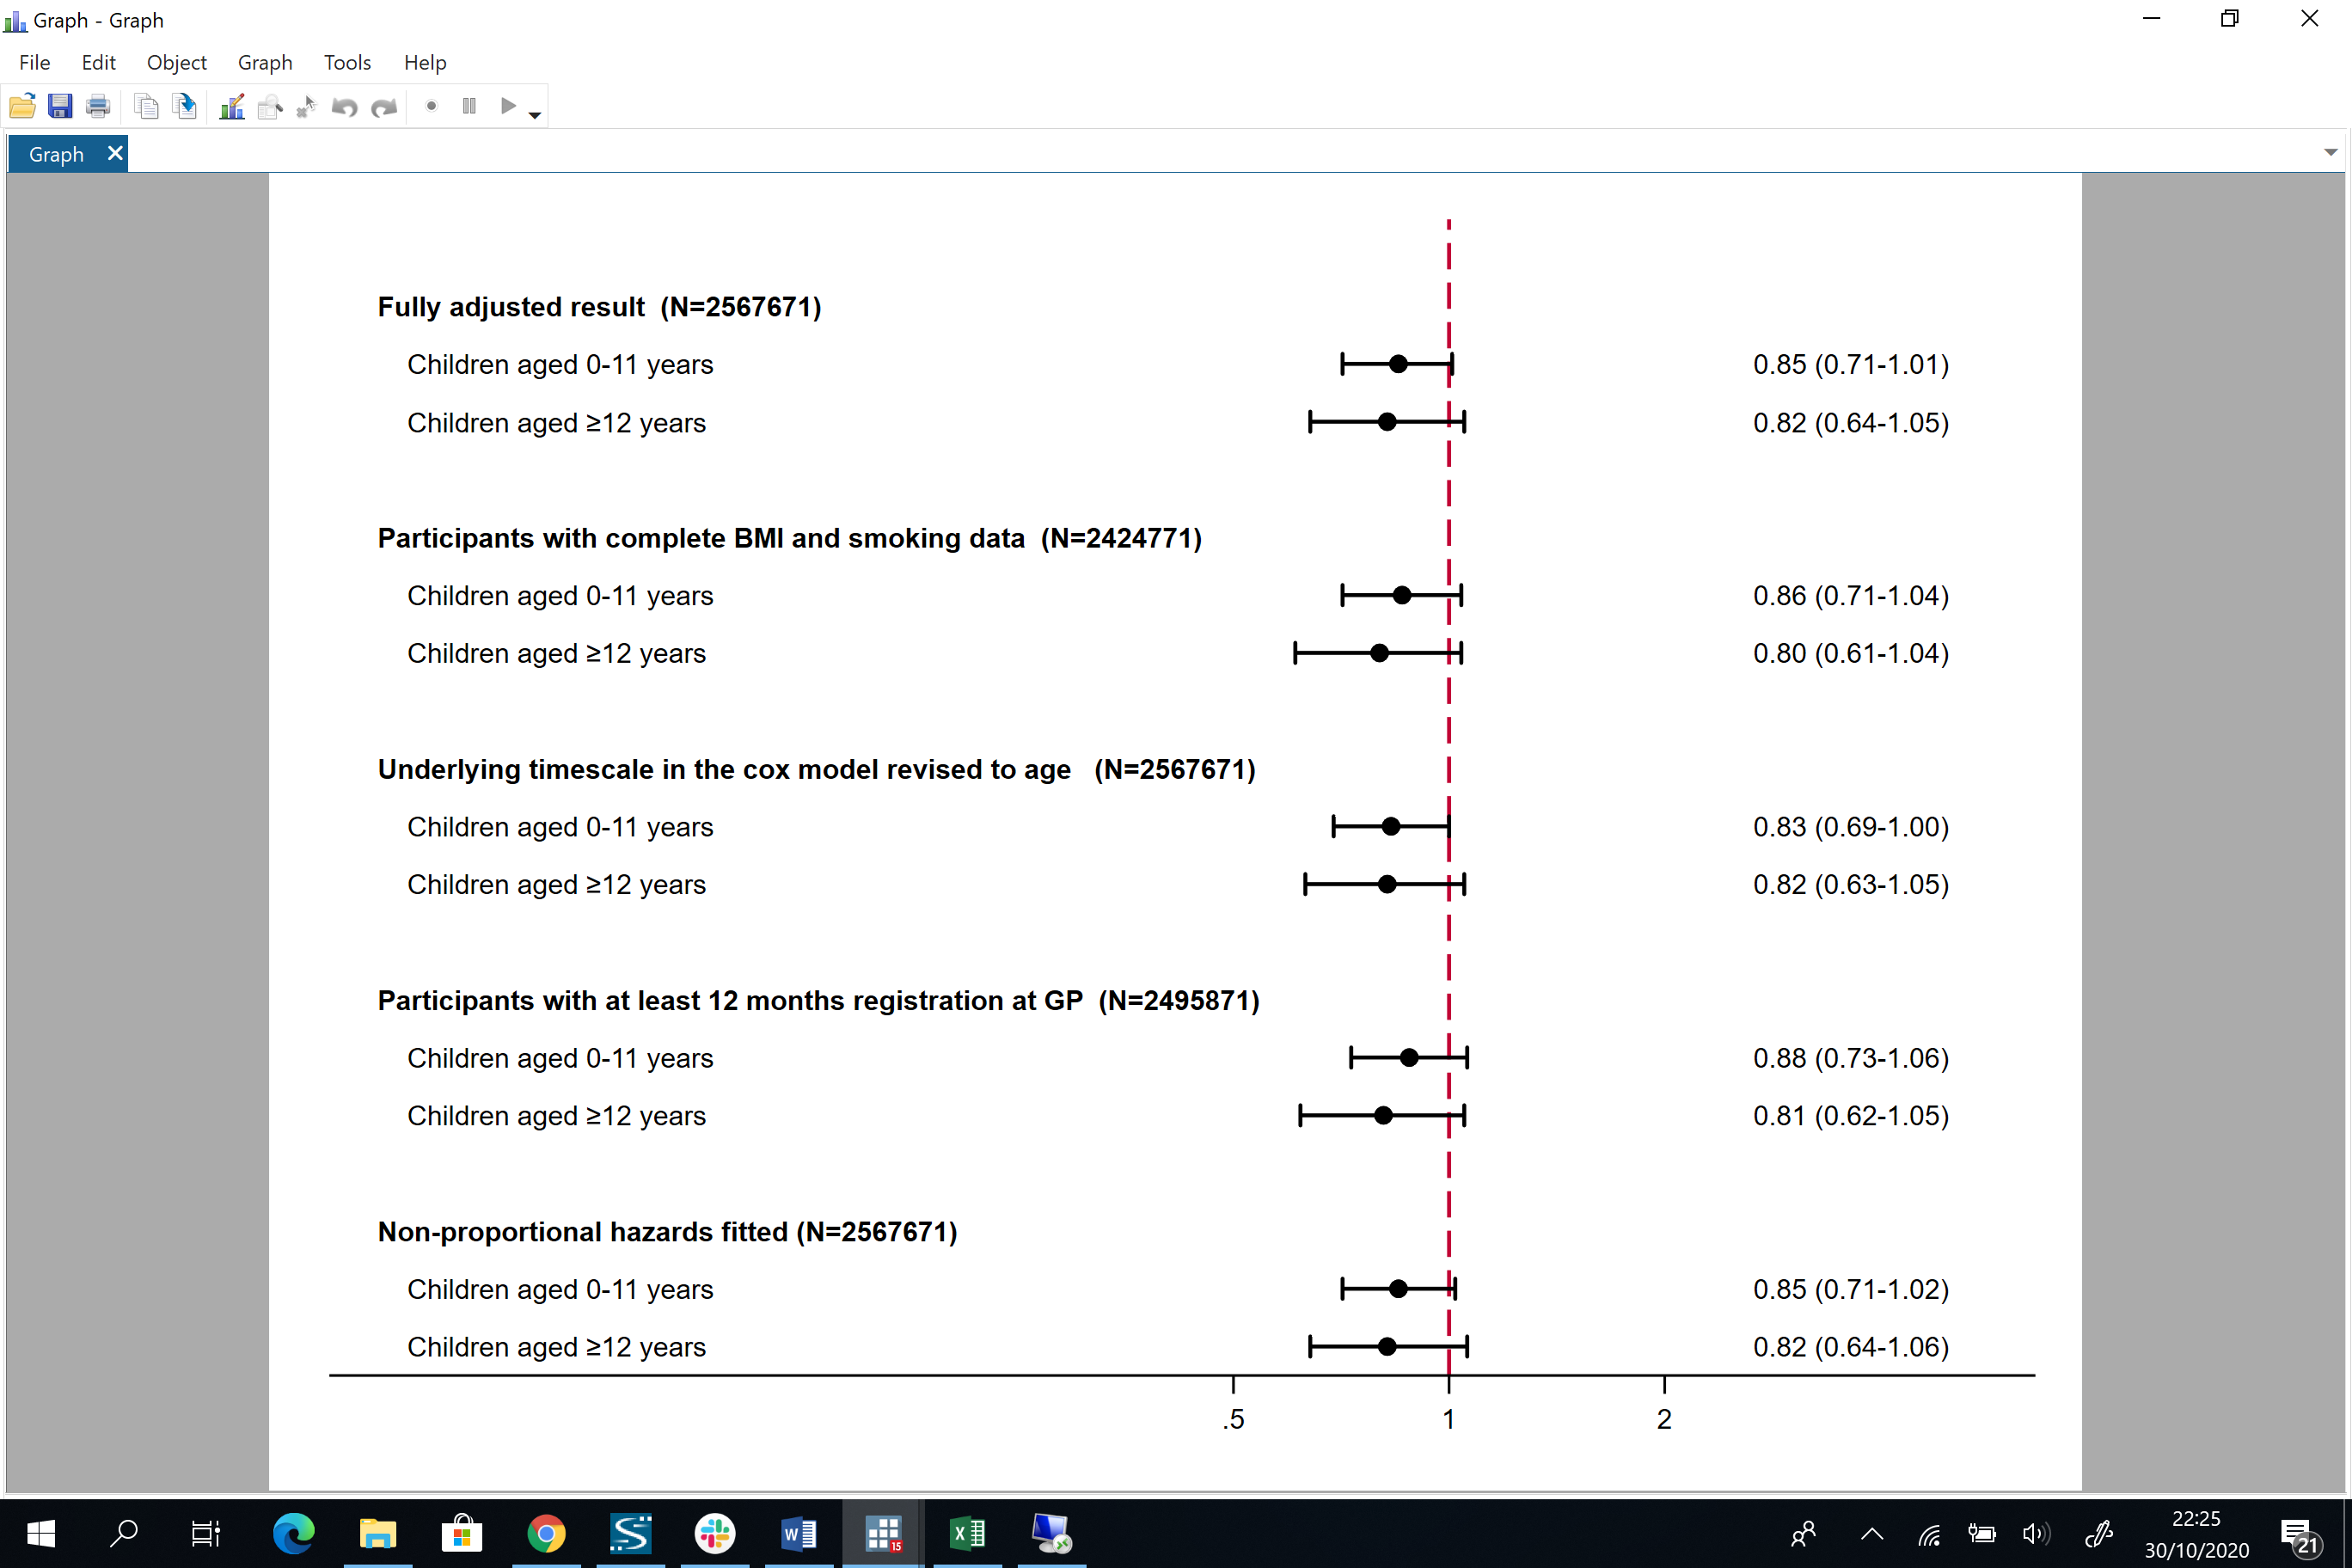 Graph - Graph
File Edit Object Graph Tools Help
Graph
Fully adjusted result (N=2567671)
Children aged 0-11 years 0.85 (0.71-1.01)
Children aged ≥12 years 0.82 (0.64-1.05)
Participants with complete BMI and smoking data (N=2424771)
Children aged 0-11 years 0.86 (0.71-1.04)
Children aged ≥12 years 0.80 (0.61-1.04)
Underlying timescale in the cox model revised to age (N=2567671)
Children aged 0-11 years 0.83 (0.69-1.00)
Children aged ≥12 years 0.82 (0.63-1.05)
Participants with at least 12 months registration at GP (N=2495871)
Children aged 0-11 years 0.88 (0.73-1.06)
Children aged ≥12 years 0.81 (0.62-1.05)
Non-proportional hazards fitted (N=2567671)
Children aged 0-11 years 0.85 (0.71-1.02)
Children aged ≥12 years 0.82 (0.64-1.06)
.5 1 2
15
22:25
30/10/2020
21